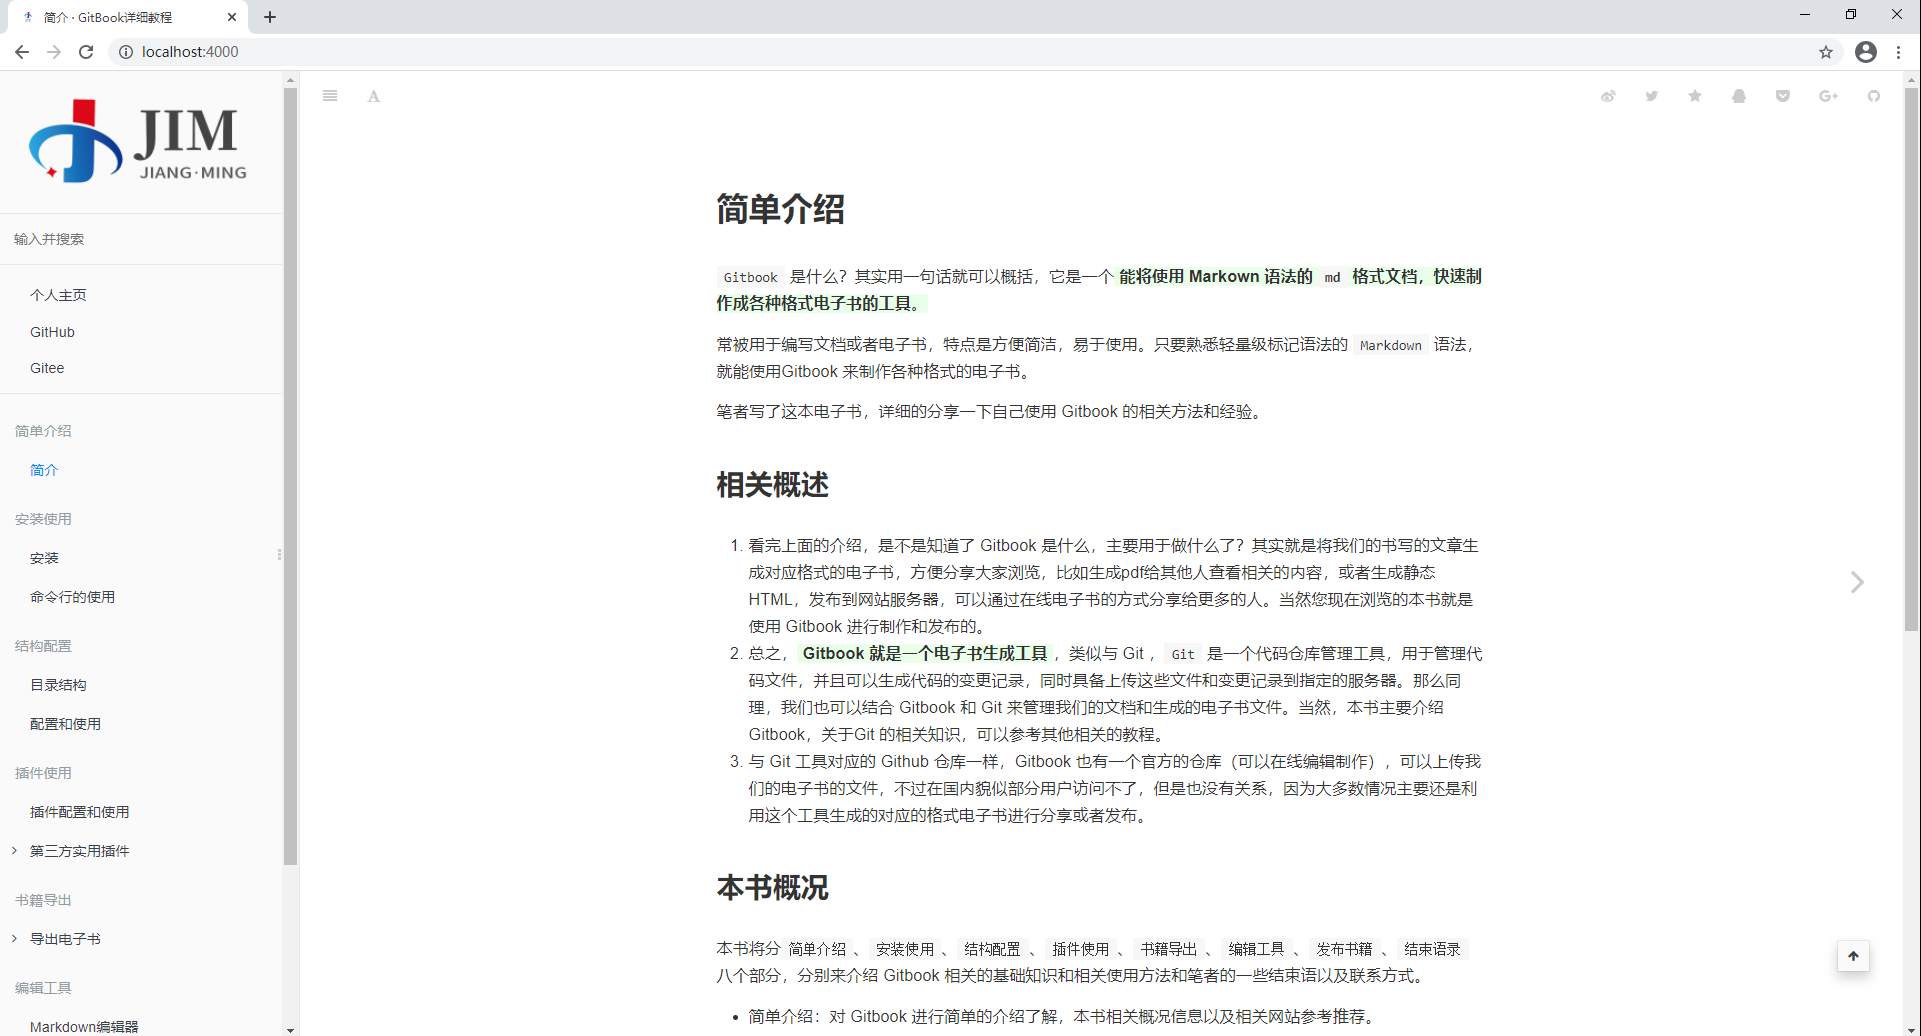 简介 · GitBook详细教程
localhost:4000
JIM
JIANG·MING
输入并搜索
个人主页
GitHub
Gitee
简单介绍
简介
安装使用
安装
命令行的使用
结构配置
目录结构
配置和使用
插件使用
插件配置和使用
第三方实用插件
书籍导出
导出电子书
编辑工具
Markdown编辑器
A
简单介绍
Gitbook 是什么？其实用一句话就可以概括，它是一个 能将使用 Markown 语法的 md 格式文档，快速制
作成各种格式电子书的工具。
常被用于编写文档或者电子书，特点是方便简洁，易于使用。只要熟悉轻量级标记语法的 Markdown 语法，
就能使用Gitbook 来制作各种格式的电子书。
笔者写了这本电子书，详细的分享一下自己使用 Gitbook 的相关方法和经验。
相关概述
1. 看完上面的介绍，是不是知道了 Gitbook 是什么，主要用于做什么了？其实就是将我们的书写的文章生
成对应格式的电子书，方便分享大家浏览，比如生成pdf给其他人查看相关的内容，或者生成静态
HTML，发布到网站服务器，可以通过在线电子书的方式分享给更多的人。当然您现在浏览的本书就是
使用 Gitbook 进行制作和发布的。
2. 总之， Gitbook 就是一个电子书生成工具 ，类似与 Git ， Git 是一个代码仓库管理工具，用于管理代
码文件，并且可以生成代码的变更记录，同时具备上传这些文件和变更记录到指定的服务器。那么同
理，我们也可以结合 Gitbook 和 Git 来管理我们的文档和生成的电子书文件。当然，本书主要介绍
Gitbook，关于Git 的相关知识，可以参考其他相关的教程。
3. 与 Git 工具对应的 Github 仓库一样，Gitbook 也有一个官方的仓库（可以在线编辑制作），可以上传我
们的电子书的文件，不过在国内貌似部分用户访问不了，但是也没有关系，因为大多数情况主要还是利
用这个工具生成的对应的格式电子书进行分享或者发布。
本书概况
本书将分 简单介绍 、 安装使用 、 结构配置 、 插件使用 、 书籍导出 、 编辑工具 、 发布书籍 、 结束语录
八个部分，分别来介绍 Gitbook 相关的基础知识和相关使用方法和笔者的一些结束语以及联系方式。
• 简单介绍：对 Gitbook 进行简单的介绍了解，本书相关概况信息以及相关网站参考推荐。